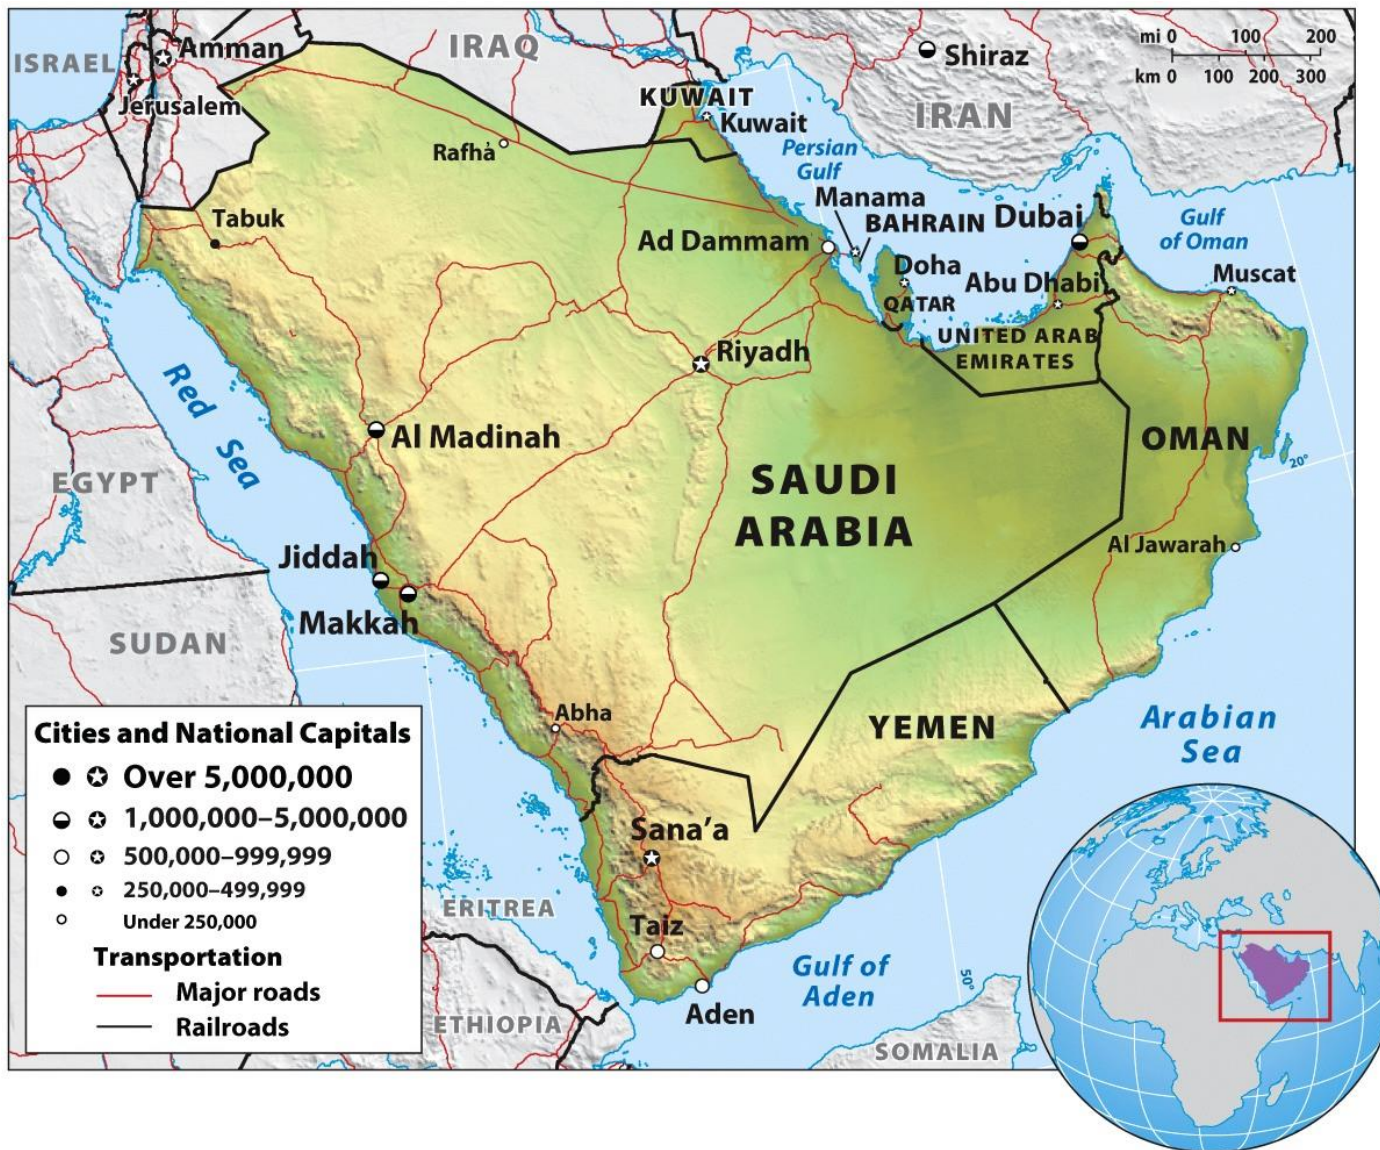 mi 0 100 200
km 0 100 200 300
ISRAEL
Amman
Jerusalem
IRAQ
KUWAIT
Kuwait
Shiraz
IRAN
Rafhả
Persian
Gulf
Tabuk
Manama
BAHRAIN
Dubai
Gulf
of Oman
Ad Dammam
Doha
QATAR
Abu Dhabi
Muscat
UNITED ARAB
EMIRATES
Riyadh
Red Sea
Al Madinah
OMAN
20°
EGYPT
SAUDI
ARABIA
Jiddah
Makkah
Al Jawarah
SUDAN
Abha
YEMEN
Arabian
Sea
Cities and National Capitals
Over 5,000,000
1,000,000–5,000,000
500,000–999,999
250,000–499,999
Under 250,000
Transportation
Major roads
Railroads
Sana’a
ERITREA
Taiz
Gulf of
Aden
50°
Aden
ETHIOPIA
SOMALIA